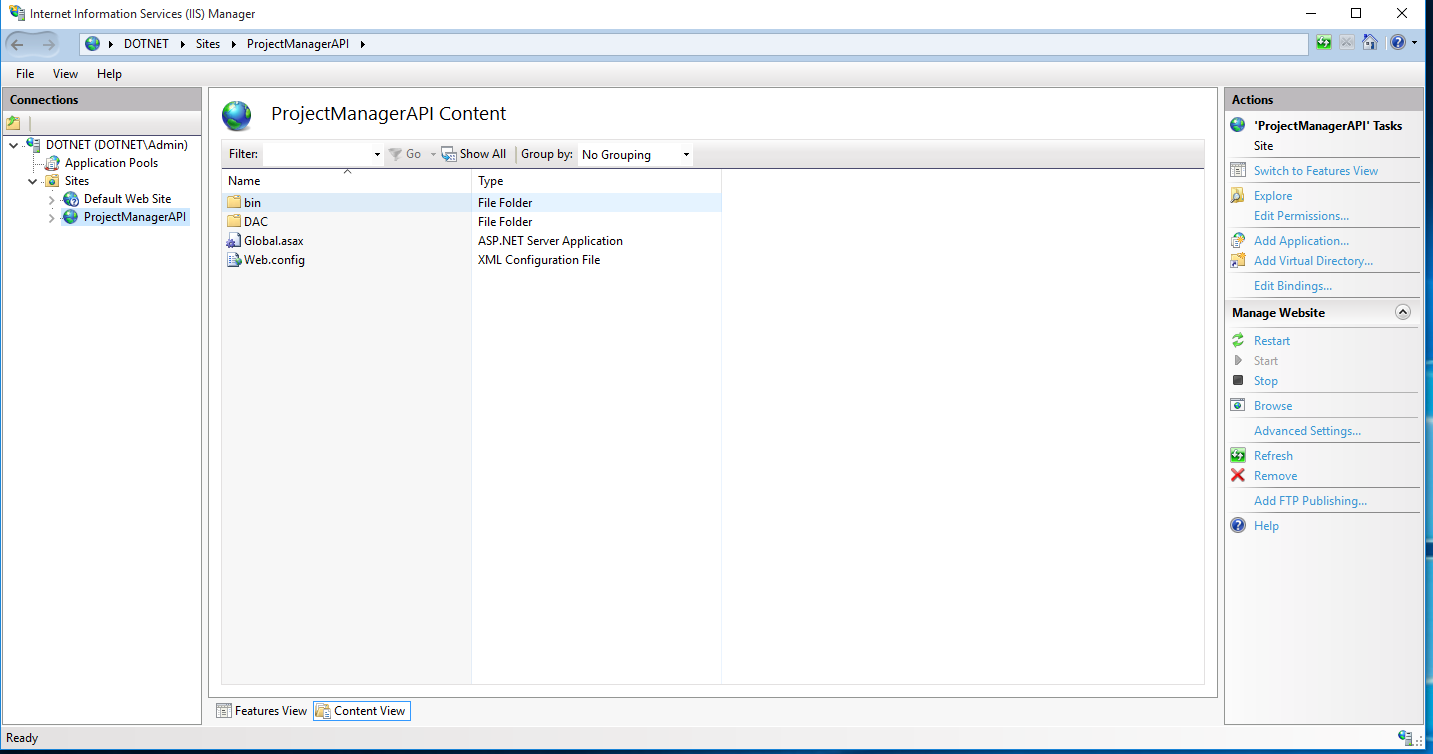 Internet Information Services (IIS) Manager
DOTNET Sites ProjectManagerAPI
File View Help
Connections
DOTNET (DOTNET\Admin)
Application Pools
Sites
Default Web Site
ProjectManagerAPI
ProjectManagerAPI Content
Filter: Go Show All Group by: No Grouping
Name Type
bin File Folder
DAC File Folder
Global.asax ASP.NET Server Application
Web.config XML Configuration File
Features View Content View
Actions
'ProjectManagerAPI' Tasks
Site
Switch to Features View
Explore
Edit Permissions...
Add Application...
Add Virtual Directory...
Edit Bindings...
Manage Website
Restart
Start
Stop
Browse
Advanced Settings...
Refresh
Remove
Add FTP Publishing...
Help
Ready